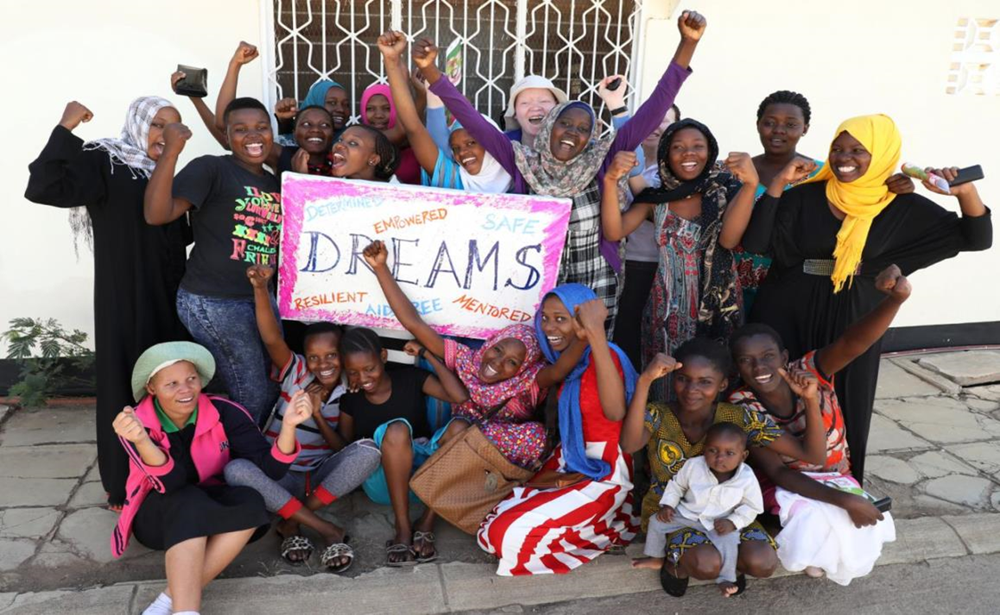 DETERMINED
EMPOWERED
SAFE
DREAMS
RESILIENT
AIDS FREE
MENTORED